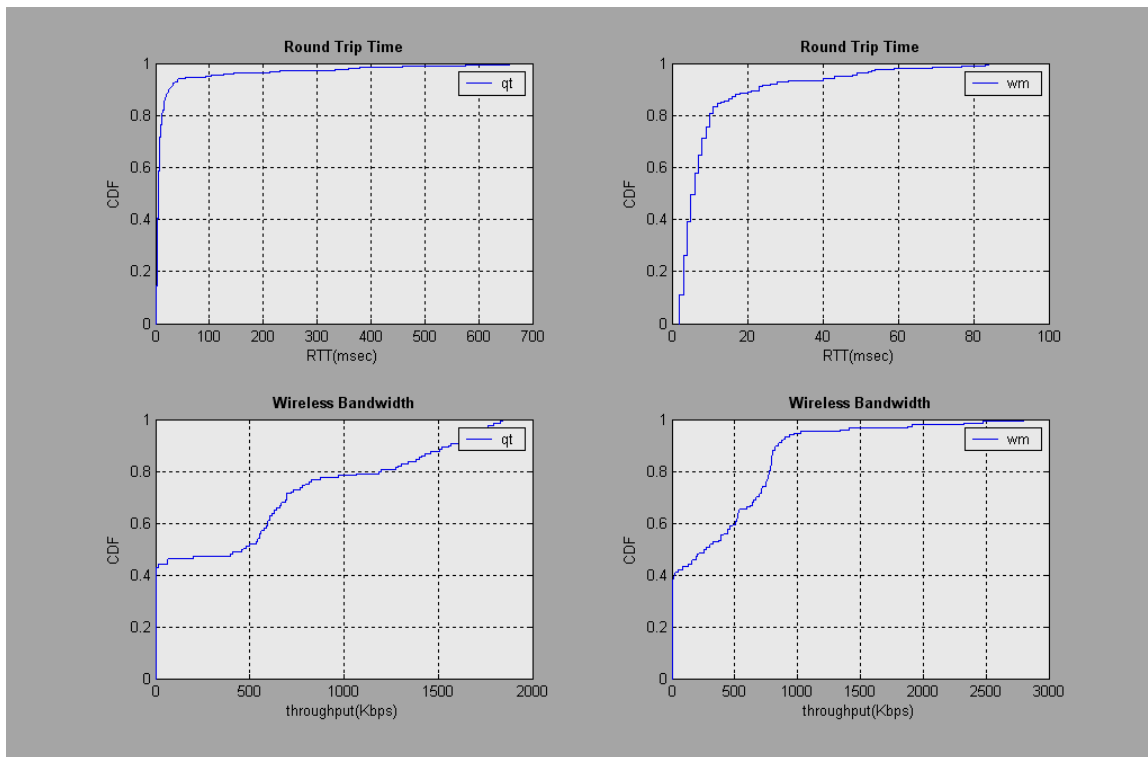 Round Trip Time
1
0.8
0.6
0.4
0.2
0
CDF
qt
0 100 200 300 400 500 600 700
RTT(msec)
Round Trip Time
1
0.8
0.6
0.4
0.2
0
CDF
wm
0 20 40 60 80 100
RTT(msec)
Wireless Bandwidth
1
0.8
0.6
0.4
0.2
0
CDF
qt
0 500 1000 1500 2000
throughput(Kbps)
Wireless Bandwidth
1
0.8
0.6
0.4
0.2
0
CDF
wm
0 500 1000 1500 2000 2500 3000
throughput(Kbps)